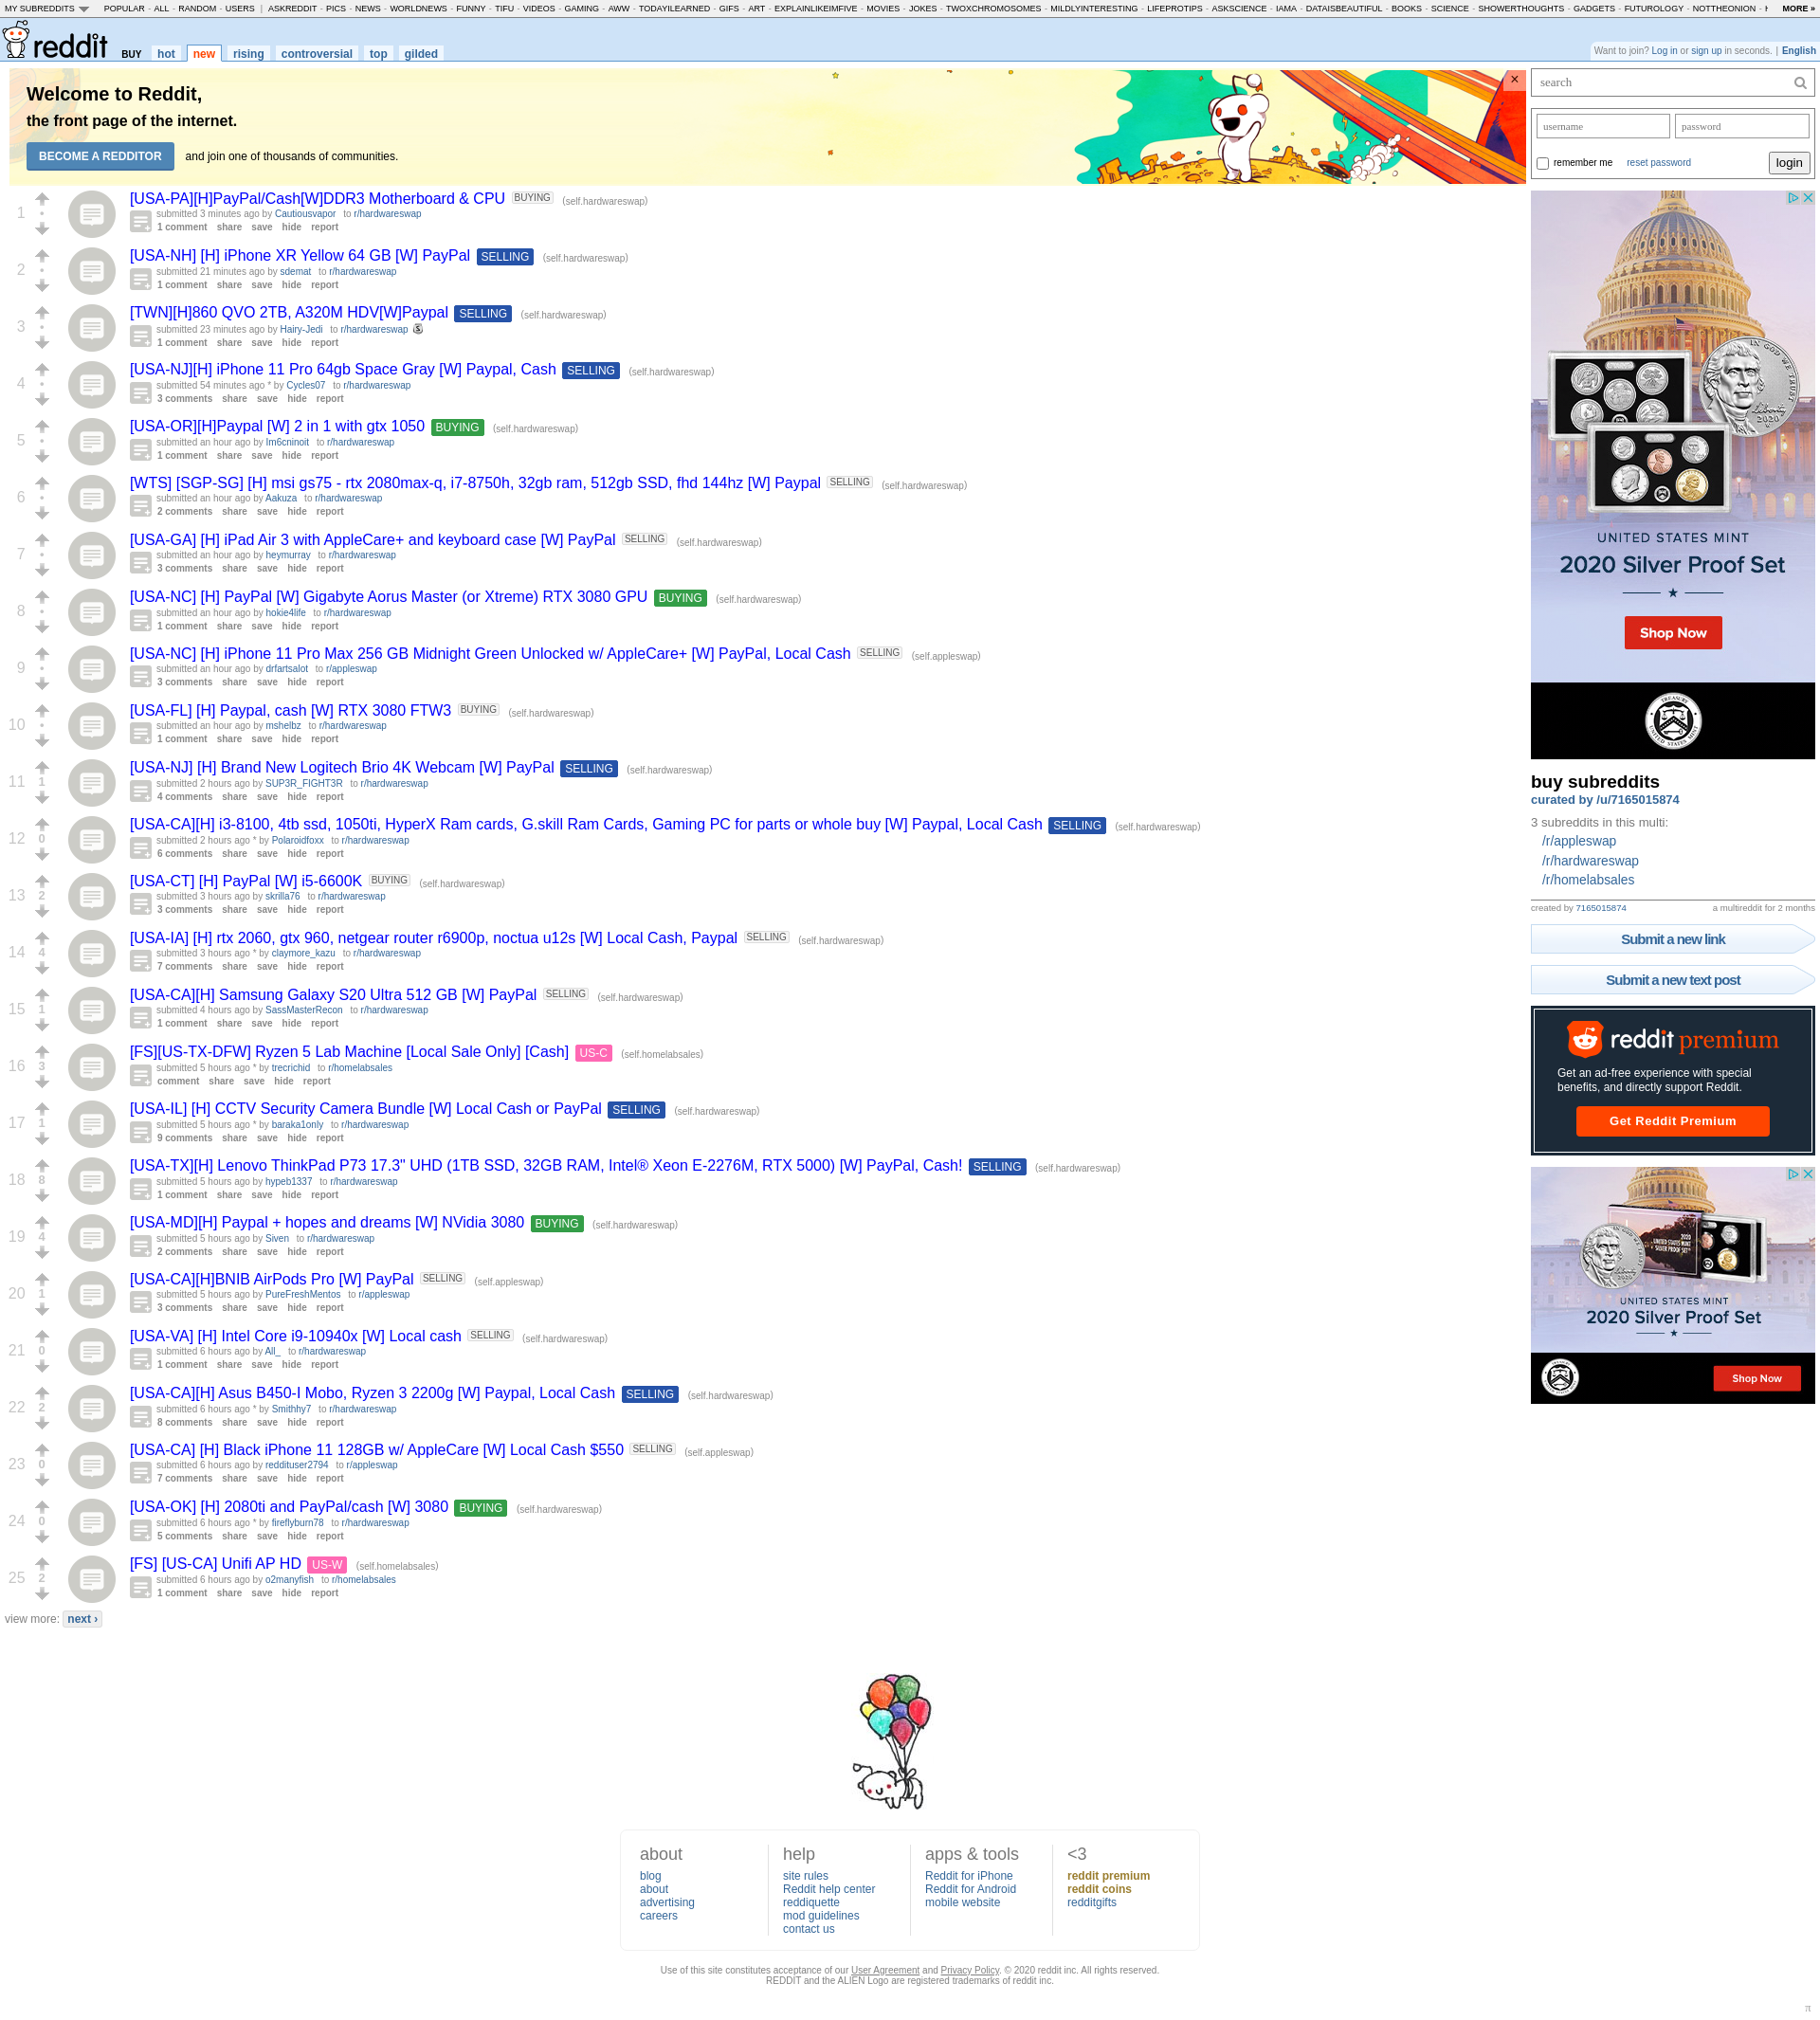 MY SUBREDDITS POPULAR - ALL - RANDOM - USERS | ASKREDDIT - PICS - NEWS - WORLDNEWS - FUNNY - TIFU - VIDEOS - GAMING - AWW - TODAYILEARNED - GIFS - ART - EXPLAINLIKEIMFIVE - MOVIES - JOKES - TWOXCHROMOSOMES - MILDLYINTERESTING - LIFEPROTIPS - ASKSCIENCE - IAMA - DATAISBEAUTIFUL - BOOKS - SCIENCE - SHOWERTHOUGHTS - GADGETS - FUTUROLOGY - NOTTHEONION - MORE »
reddit BUY hot new rising controversial top gilded
Want to join? Log in or sign up in seconds. | English
Welcome to Reddit,
the front page of the internet.
BECOME A REDDITOR and join one of thousands of communities.
×
1
[USA-PA][H]PayPal/Cash[W]DDR3 Motherboard & CPU BUYING (self.hardwareswap)
submitted 3 minutes ago by Cautiousvapor to r/hardwareswap
1 comment share save hide report
2
[USA-NH] [H] iPhone XR Yellow 64 GB [W] PayPal SELLING (self.hardwareswap)
submitted 21 minutes ago by sdemat to r/hardwareswap
1 comment share save hide report
3
[TWN][H]860 QVO 2TB, A320M HDV[W]Paypal SELLING (self.hardwareswap)
submitted 23 minutes ago by Hairy-Jedi to r/hardwareswap
1 comment share save hide report
4
[USA-NJ][H] iPhone 11 Pro 64gb Space Gray [W] Paypal, Cash SELLING (self.hardwareswap)
submitted 54 minutes ago * by Cycles07 to r/hardwareswap
3 comments share save hide report
5
[USA-OR][H]Paypal [W] 2 in 1 with gtx 1050 BUYING (self.hardwareswap)
submitted an hour ago by Im6cninoit to r/hardwareswap
1 comment share save hide report
6
[WTS] [SGP-SG] [H] msi gs75 - rtx 2080max-q, i7-8750h, 32gb ram, 512gb SSD, fhd 144hz [W] Paypal SELLING (self.hardwareswap)
submitted an hour ago by Aakuza to r/hardwareswap
2 comments share save hide report
7
[USA-GA] [H] iPad Air 3 with AppleCare+ and keyboard case [W] PayPal SELLING (self.hardwareswap)
submitted an hour ago by heymurray to r/hardwareswap
3 comments share save hide report
8
[USA-NC] [H] PayPal [W] Gigabyte Aorus Master (or Xtreme) RTX 3080 GPU BUYING (self.hardwareswap)
submitted an hour ago by hokie4life to r/hardwareswap
1 comment share save hide report
9
[USA-NC] [H] iPhone 11 Pro Max 256 GB Midnight Green Unlocked w/ AppleCare+ [W] PayPal, Local Cash SELLING (self.appleswap)
submitted an hour ago by drfartsalot to r/appleswap
3 comments share save hide report
10
[USA-FL] [H] Paypal, cash [W] RTX 3080 FTW3 BUYING (self.hardwareswap)
submitted an hour ago by mshelbz to r/hardwareswap
1 comment share save hide report
11 1
[USA-NJ] [H] Brand New Logitech Brio 4K Webcam [W] PayPal SELLING (self.hardwareswap)
submitted 2 hours ago by SUP3R_FIGHT3R to r/hardwareswap
4 comments share save hide report
12 0
[USA-CA][H] i3-8100, 4tb ssd, 1050ti, HyperX Ram cards, G.skill Ram Cards, Gaming PC for parts or whole buy [W] Paypal, Local Cash SELLING (self.hardwareswap)
submitted 2 hours ago * by Polaroidfoxx to r/hardwareswap
6 comments share save hide report
13 2
[USA-CT] [H] PayPal [W] i5-6600K BUYING (self.hardwareswap)
submitted 3 hours ago by skrilla76 to r/hardwareswap
3 comments share save hide report
14 4
[USA-IA] [H] rtx 2060, gtx 960, netgear router r6900p, noctua u12s [W] Local Cash, Paypal SELLING (self.hardwareswap)
submitted 3 hours ago * by claymore_kazu to r/hardwareswap
7 comments share save hide report
15 1
[USA-CA][H] Samsung Galaxy S20 Ultra 512 GB [W] PayPal SELLING (self.hardwareswap)
submitted 4 hours ago by SassMasterRecon to r/hardwareswap
1 comment share save hide report
16 3
[FS][US-TX-DFW] Ryzen 5 Lab Machine [Local Sale Only] [Cash] US-C (self.homelabsales)
submitted 5 hours ago * by trecrichid to r/homelabsales
comment share save hide report
17 1
[USA-IL] [H] CCTV Security Camera Bundle [W] Local Cash or PayPal SELLING (self.hardwareswap)
submitted 5 hours ago * by baraka1only to r/hardwareswap
9 comments share save hide report
18 8
[USA-TX][H] Lenovo ThinkPad P73 17.3" UHD (1TB SSD, 32GB RAM, Intel® Xeon E-2276M, RTX 5000) [W] PayPal, Cash! SELLING (self.hardwareswap)
submitted 5 hours ago by hypeb1337 to r/hardwareswap
1 comment share save hide report
19 4
[USA-MD][H] Paypal + hopes and dreams [W] NVidia 3080 BUYING (self.hardwareswap)
submitted 5 hours ago by Siven to r/hardwareswap
2 comments share save hide report
20 1
[USA-CA][H]BNIB AirPods Pro [W] PayPal SELLING (self.appleswap)
submitted 5 hours ago by PureFreshMentos to r/appleswap
3 comments share save hide report
21 0
[USA-VA] [H] Intel Core i9-10940x [W] Local cash SELLING (self.hardwareswap)
submitted 6 hours ago by All_ to r/hardwareswap
1 comment share save hide report
22 2
[USA-CA][H] Asus B450-I Mobo, Ryzen 3 2200g [W] Paypal, Local Cash SELLING (self.hardwareswap)
submitted 6 hours ago * by Smithhy7 to r/hardwareswap
8 comments share save hide report
23 0
[USA-CA] [H] Black iPhone 11 128GB w/ AppleCare [W] Local Cash $550 SELLING (self.appleswap)
submitted 6 hours ago by reddituser2794 to r/appleswap
7 comments share save hide report
24 0
[USA-OK] [H] 2080ti and PayPal/cash [W] 3080 BUYING (self.hardwareswap)
submitted 6 hours ago * by fireflyburn78 to r/hardwareswap
5 comments share save hide report
25 2
[FS] [US-CA] Unifi AP HD US-W (self.homelabsales)
submitted 6 hours ago by o2manyfish to r/homelabsales
1 comment share save hide report
view more: next ›
search
username password
remember me reset password login
IN GOD WE TRUST
Liberty
2020
UNITED STATES MINT
2020 Silver Proof Set
Shop Now
buy subreddits
curated by /u/7165015874
3 subreddits in this multi:
/r/appleswap
/r/hardwareswap
/r/homelabsales
created by 7165015874 a multireddit for 2 months
Submit a new link
Submit a new text post
reddit premium
Get an ad-free experience with special
benefits, and directly support Reddit.
Get Reddit Premium
2020
UNITED STATES MINT
SILVER PROOF SET
UNITED STATES MINT
2020 Silver Proof Set
Shop Now
about
blog
about
advertising
careers
help
site rules
Reddit help center
reddiquette
mod guidelines
contact us
apps & tools
Reddit for iPhone
Reddit for Android
mobile website
<3
reddit premium
reddit coins
redditgifts
Use of this site constitutes acceptance of our User Agreement and Privacy Policy. © 2020 reddit inc. All rights reserved.
REDDIT and the ALIEN Logo are registered trademarks of reddit inc.
π